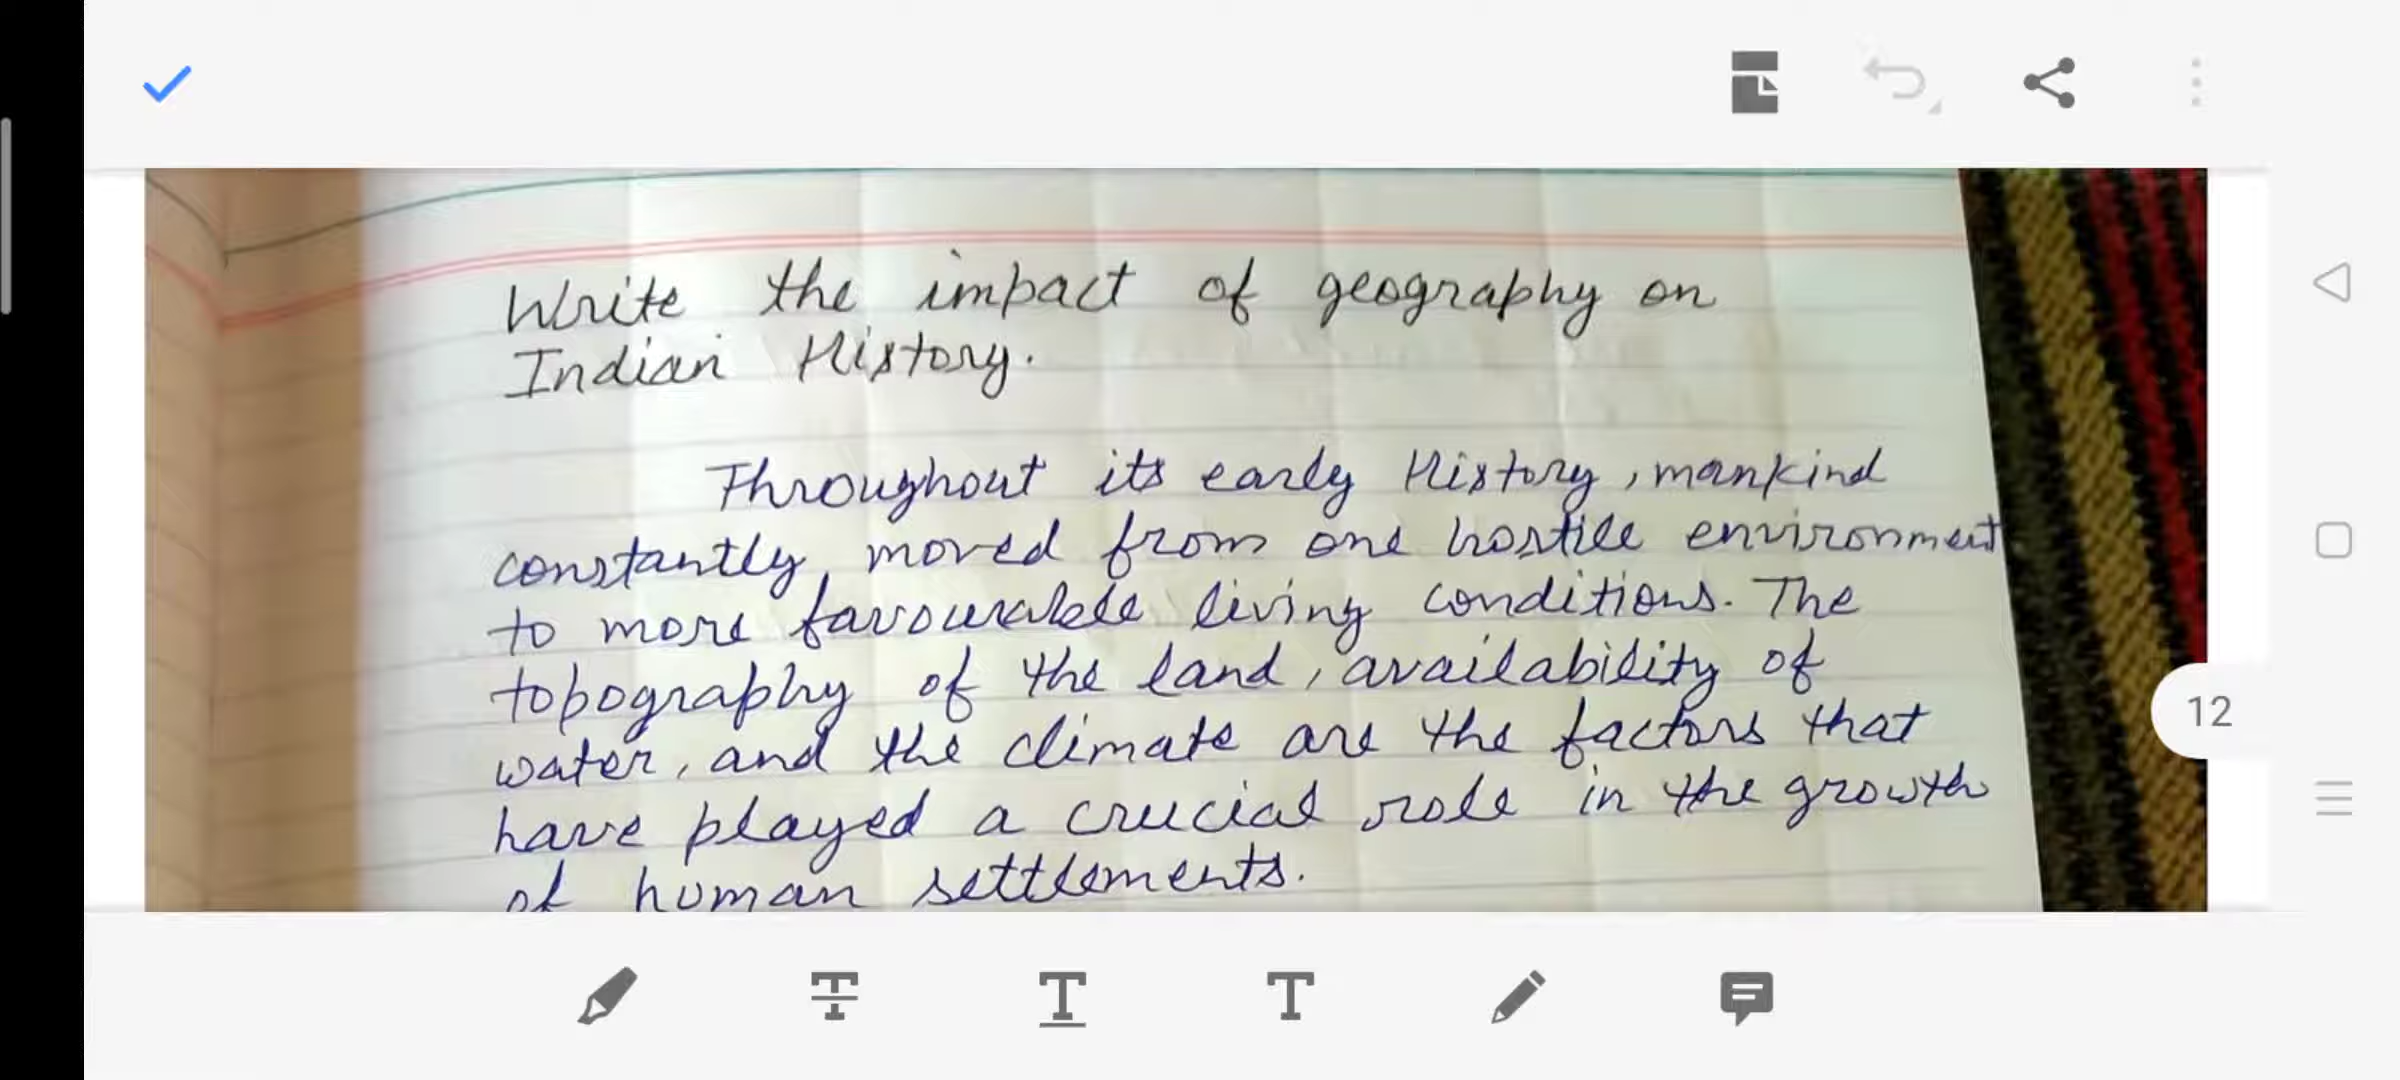 Write the impact of geography on
Indian History.
Throughout its early History, mankind
constantly moved from one hostile environment
to more favourable living conditions. The
topography of the land, availability of
water, and the climate are the factors that
have played a crucial role in the growth
of human settlements.
12